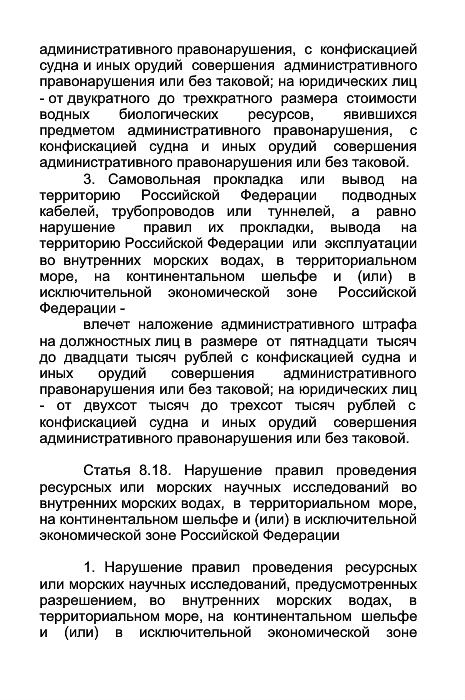 административного правонарушения, с конфискацией
судна и иных орудий совершения административного
правонарушения или без таковой; на юридических лиц
- от двукратного до трехкратного размера стоимости
водных биологических ресурсов, явившихся
предметом административного правонарушения, с
конфискацией судна и иных орудий совершения
административного правонарушения или без таковой.
3. Самовольная прокладка или вывод на
территорию Российской Федерации подводных
кабелей, трубопроводов или туннелей, а равно
нарушение правил их прокладки, вывода на
территорию Российской Федерации или эксплуатации
во внутренних морских водах, в территориальном
море, на континентальном шельфе и (или) в
исключительной экономической зоне Российской
Федерации -
влечет наложение административного штрафа
на должностных лиц в размере от пятнадцати тысяч
до двадцати тысяч рублей с конфискацией судна и
иных орудий совершения административного
правонарушения или без таковой; на юридических лиц
- от двухсот тысяч до трехсот тысяч рублей с
конфискацией судна и иных орудий совершения
административного правонарушения или без таковой.
Статья 8.18. Нарушение правил проведения
ресурсных или морских научных исследований во
внутренних морских водах, в территориальном море,
на континентальном шельфе и (или) в исключительной
экономической зоне Российской Федерации
1. Нарушение правил проведения ресурсных
или морских научных исследований, предусмотренных
разрешением, во внутренних морских водах, в
территориальном море, на континентальном шельфе
и (или) в исключительной экономической зоне